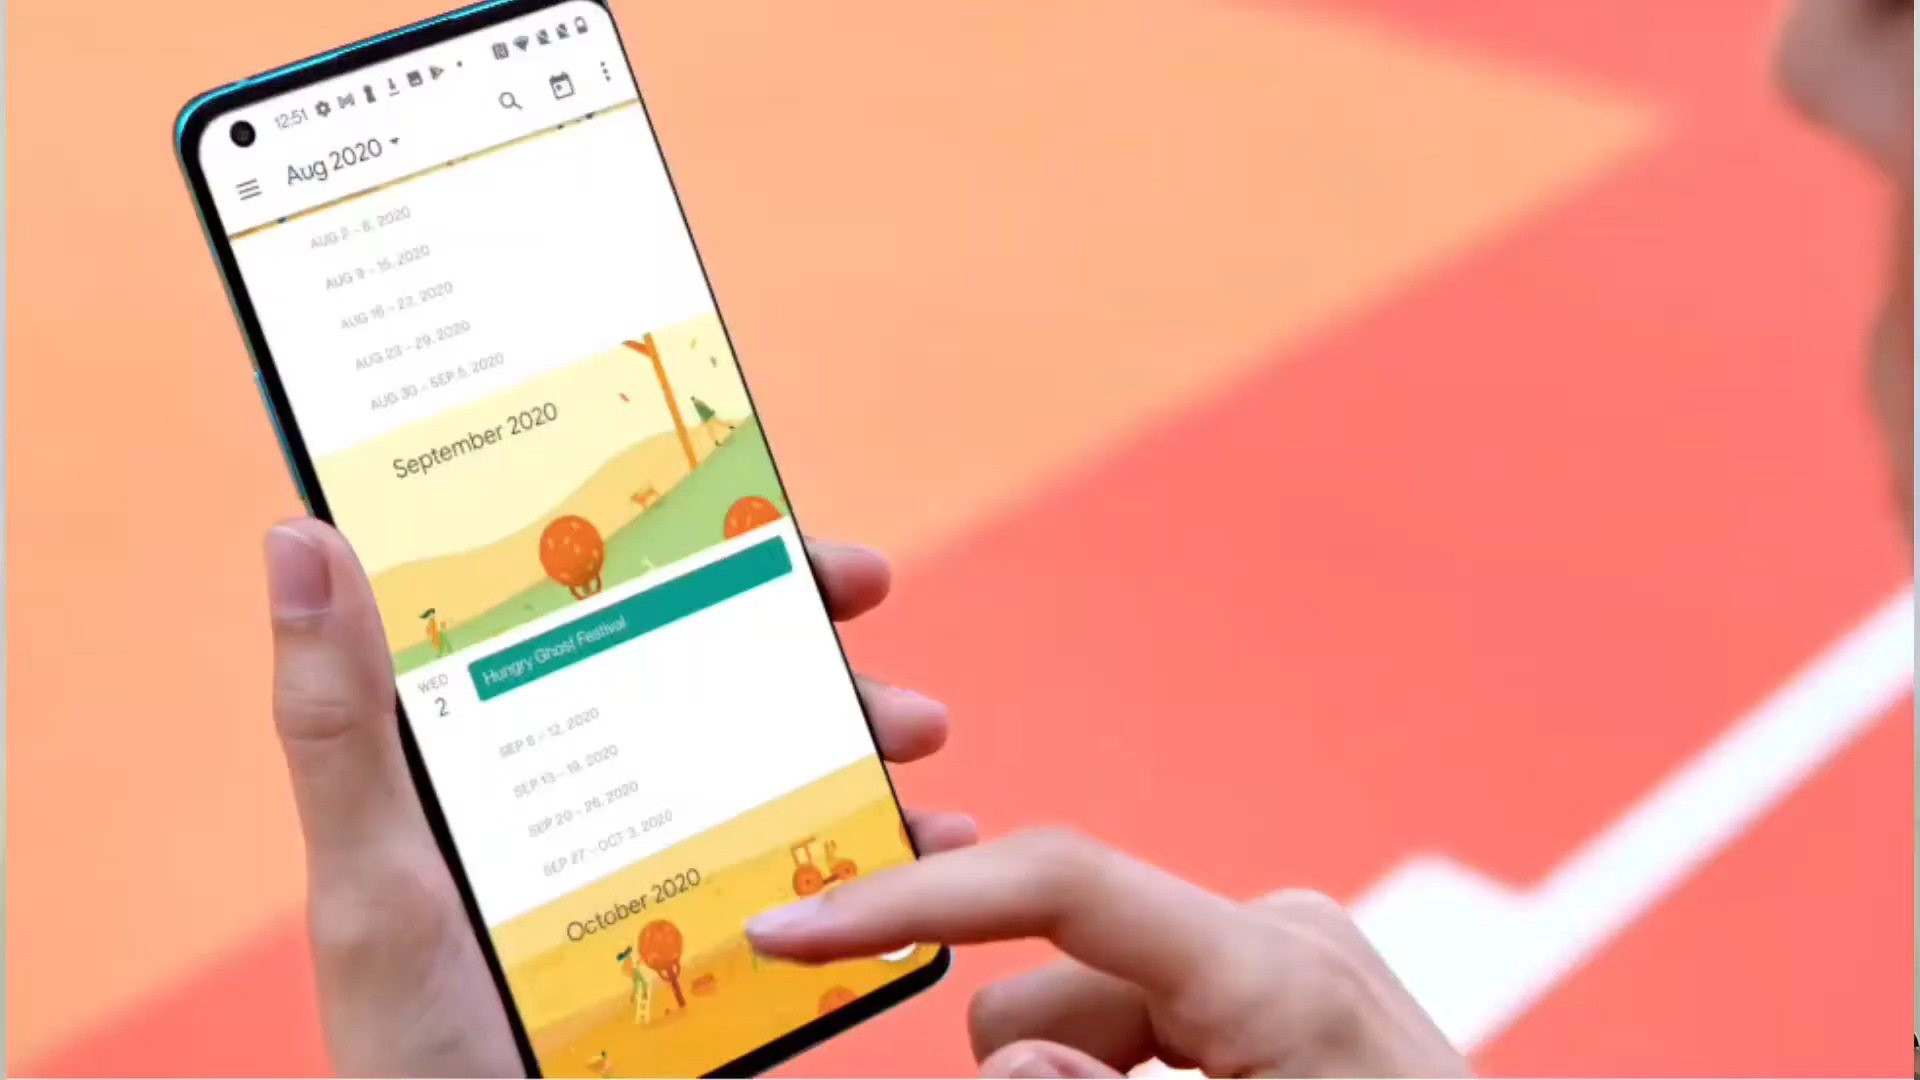 12:51
Aug 2020
AUG 2 - 8, 2020
AUG 9 - 15, 2020
AUG 16 - 22, 2020
AUG 23 - 29, 2020
AUG 30 - SEP 5, 2020
September 2020
WED
2
Hungry Ghost Festival
SEP 6 - 12, 2020
SEP 13 - 19, 2020
SEP 20 - 26, 2020
SEP 27 - OCT 3, 2020
October 2020